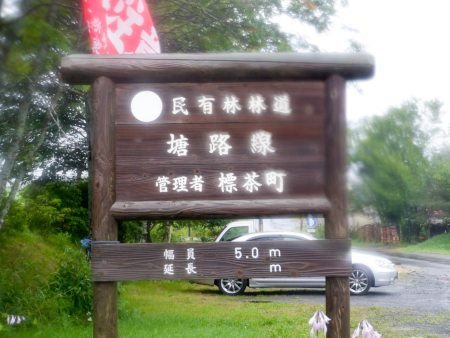 民有林林道
塘路線
管理者 標茶町
幅員 5.0m
延長 m